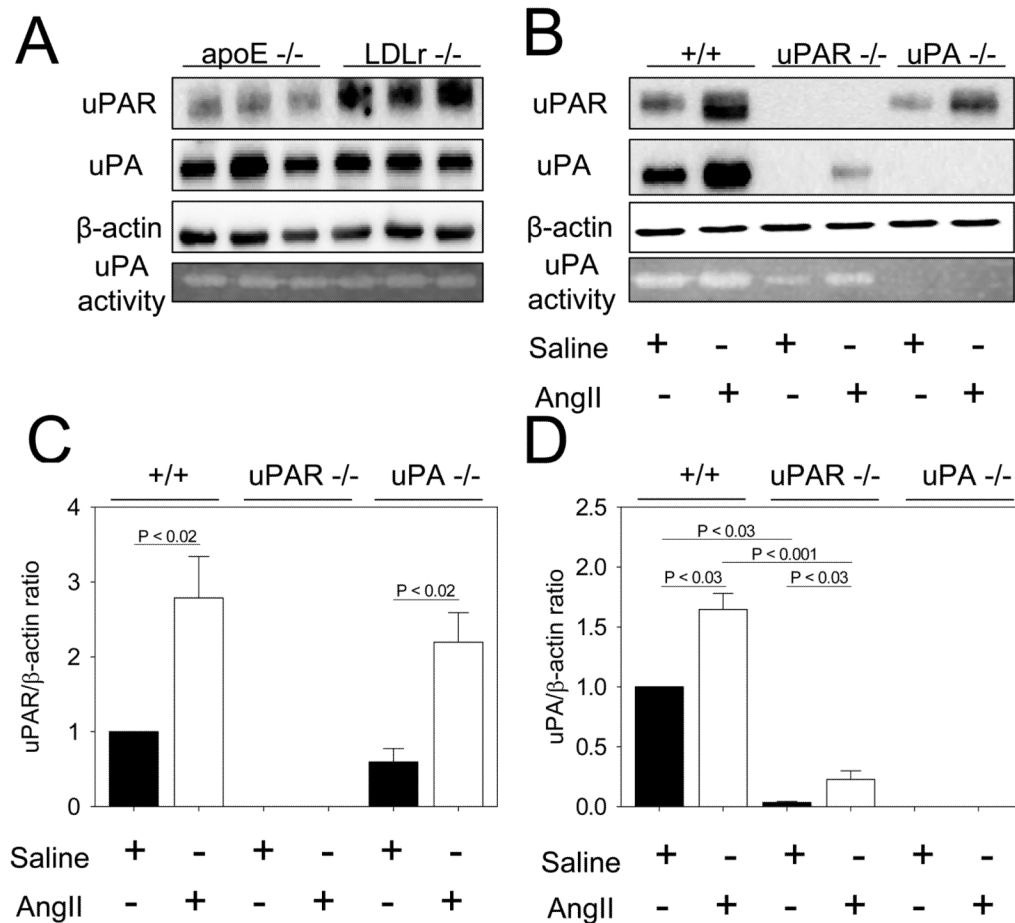 A
apoE -/- LDLr -/-
uPAR
uPA
β-actin
uPA
activity
B
+/+ uPAR -/- uPA -/-
uPAR
uPA
β-actin
uPA
activity
Saline + - + - + -
AngII - + - + - +
C
+/+ uPAR -/- uPA -/-
uPAR/β-actin ratio
4
3
2
1
0
P < 0.02
P < 0.02
Saline + - + - + -
AngII - + - + - +
D
+/+ uPAR -/- uPA -/-
uPA/β-actin ratio
2.5
2.0
1.5
1.0
0.5
0.0
P < 0.03
P < 0.001
P < 0.03 P < 0.03
Saline + - + - + -
AngII - + - + - +